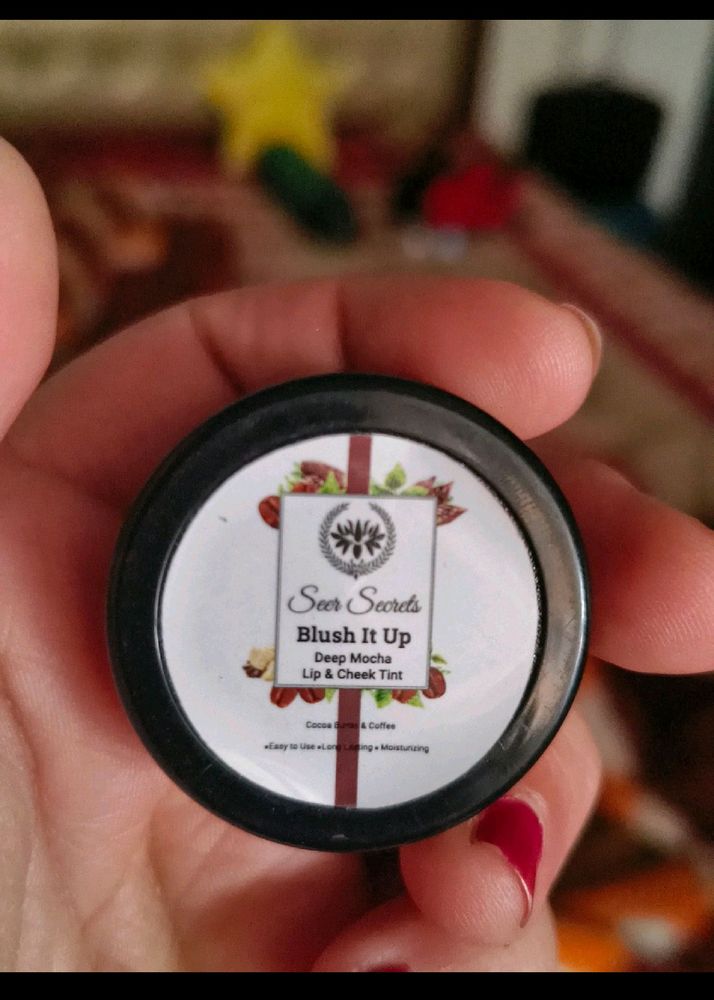 Seer Secrets
Blush It Up
Deep Mocha
Lip & Cheek Tint
Cocoa Butter & Coffee
•Easy to Use •Long Lasting • Moisturizing